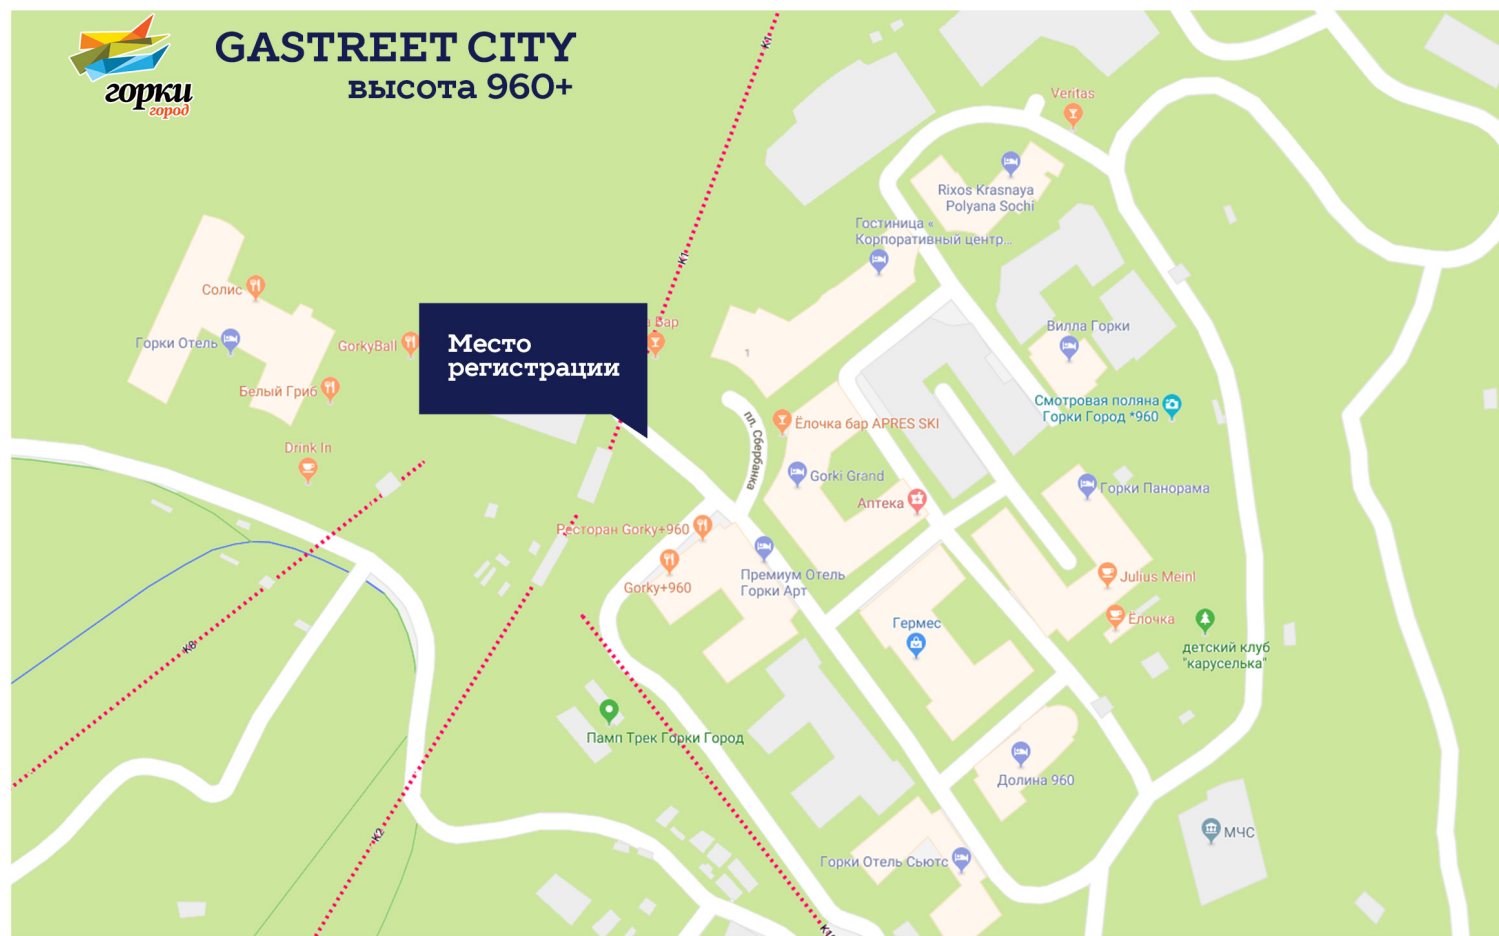 горки
город
GASTREET CITY
высота 960+
K1
Veritas
Rixos Krasnaya
Polyana Sochi
Гостиница «
Корпоративный центр...
K1
Солис
Горки Отель
GorkyBall
Место
регистрации
Бар
1
Вилла Горки
Белый Гриб
Смотровая поляна
Горки Город *960
Ёлочка бар APRES SKI
пл. Сбербанка
Drink In
Gorki Grand
Аптека
Горки Панорама
Ресторан Gorky+960
Gorky+960
Премиум Отель
Горки Арт
Julius Meinl
Ёлочка
Гермес
детский клуб
"каруселька"
K8
Памп Трек Горки Город
Долина 960
K2
МЧС
Горки Отель Сьютс